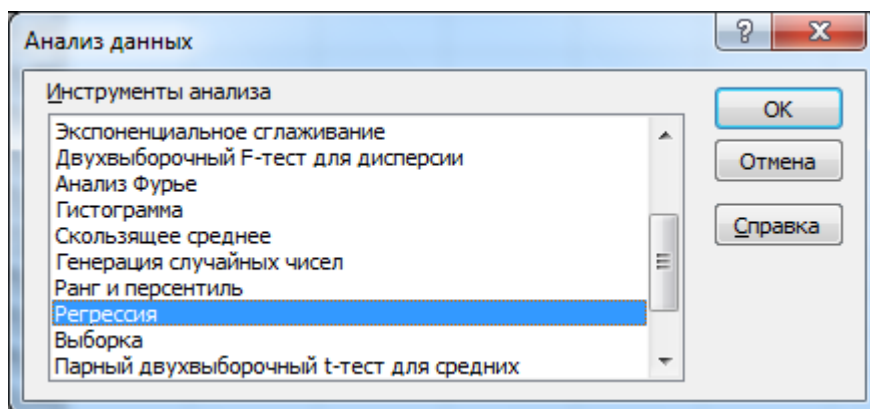 Анализ данных
Инструменты анализа
Экспоненциальное сглаживание
Двухвыборочный F-тест для дисперсии
Анализ Фурье
Гистограмма
Скользящее среднее
Генерация случайных чисел
Ранг и персентиль
Регрессия
Выборка
Парный двухвыборочный t-тест для средних
OK
Отмена
Справка